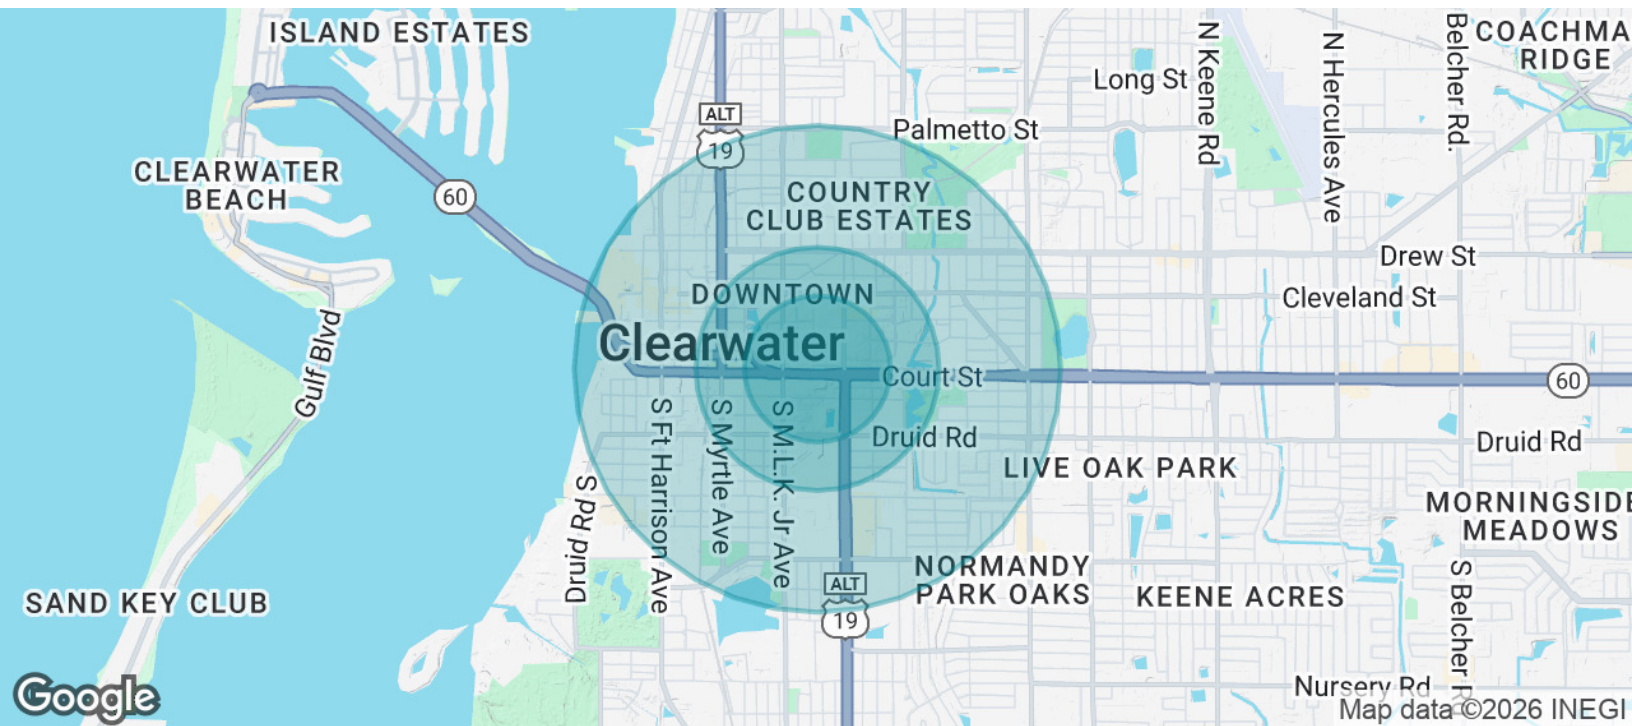 ISLAND ESTATES
N Keene Rd
N Hercules Ave
Belcher Rd.
COACHMA
RIDGE
Long St
ALT
19
Palmetto St
CLEARWATER
BEACH
60
COUNTRY
CLUB ESTATES
Drew St
DOWNTOWN
Cleveland St
Gulf Blvd
Clearwater
Court St
60
S Ft Harrison Ave
S Myrtle Ave
S M.L.K. Jr Ave
Druid Rd
Druid Rd
LIVE OAK PARK
S Druid Rd
MORNINGSIDE
MEADOWS
NORMANDY
PARK OAKS
ALT
19
SAND KEY CLUB
KEENE ACRES
S Belcher R
Nursery Rd
Google
Map data ©2026 INEGI